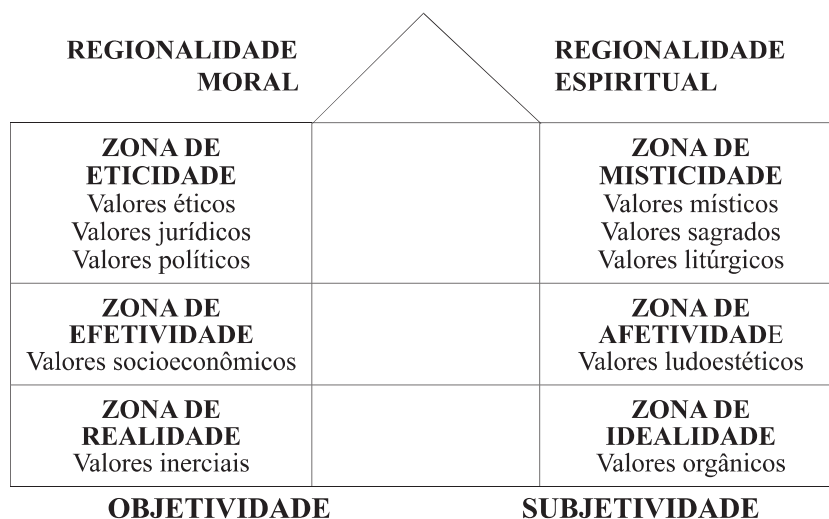 REGIONALIDADE
MORAL
REGIONALIDADE
ESPIRITUAL
ZONA DE
ETICIDADE
Valores éticos
Valores jurídicos
Valores políticos
ZONA DE
MISTICIDADE
Valores místicos
Valores sagrados
Valores litúrgicos
ZONA DE
EFETIVIDADE
Valores socioeconômicos
ZONA DE
AFETIVIDADE
Valores ludoestéticos
ZONA DE
REALIDADE
Valores inerciais
ZONA DE
IDEALIDADE
Valores orgânicos
OBJETIVIDADE
SUBJETIVIDADE